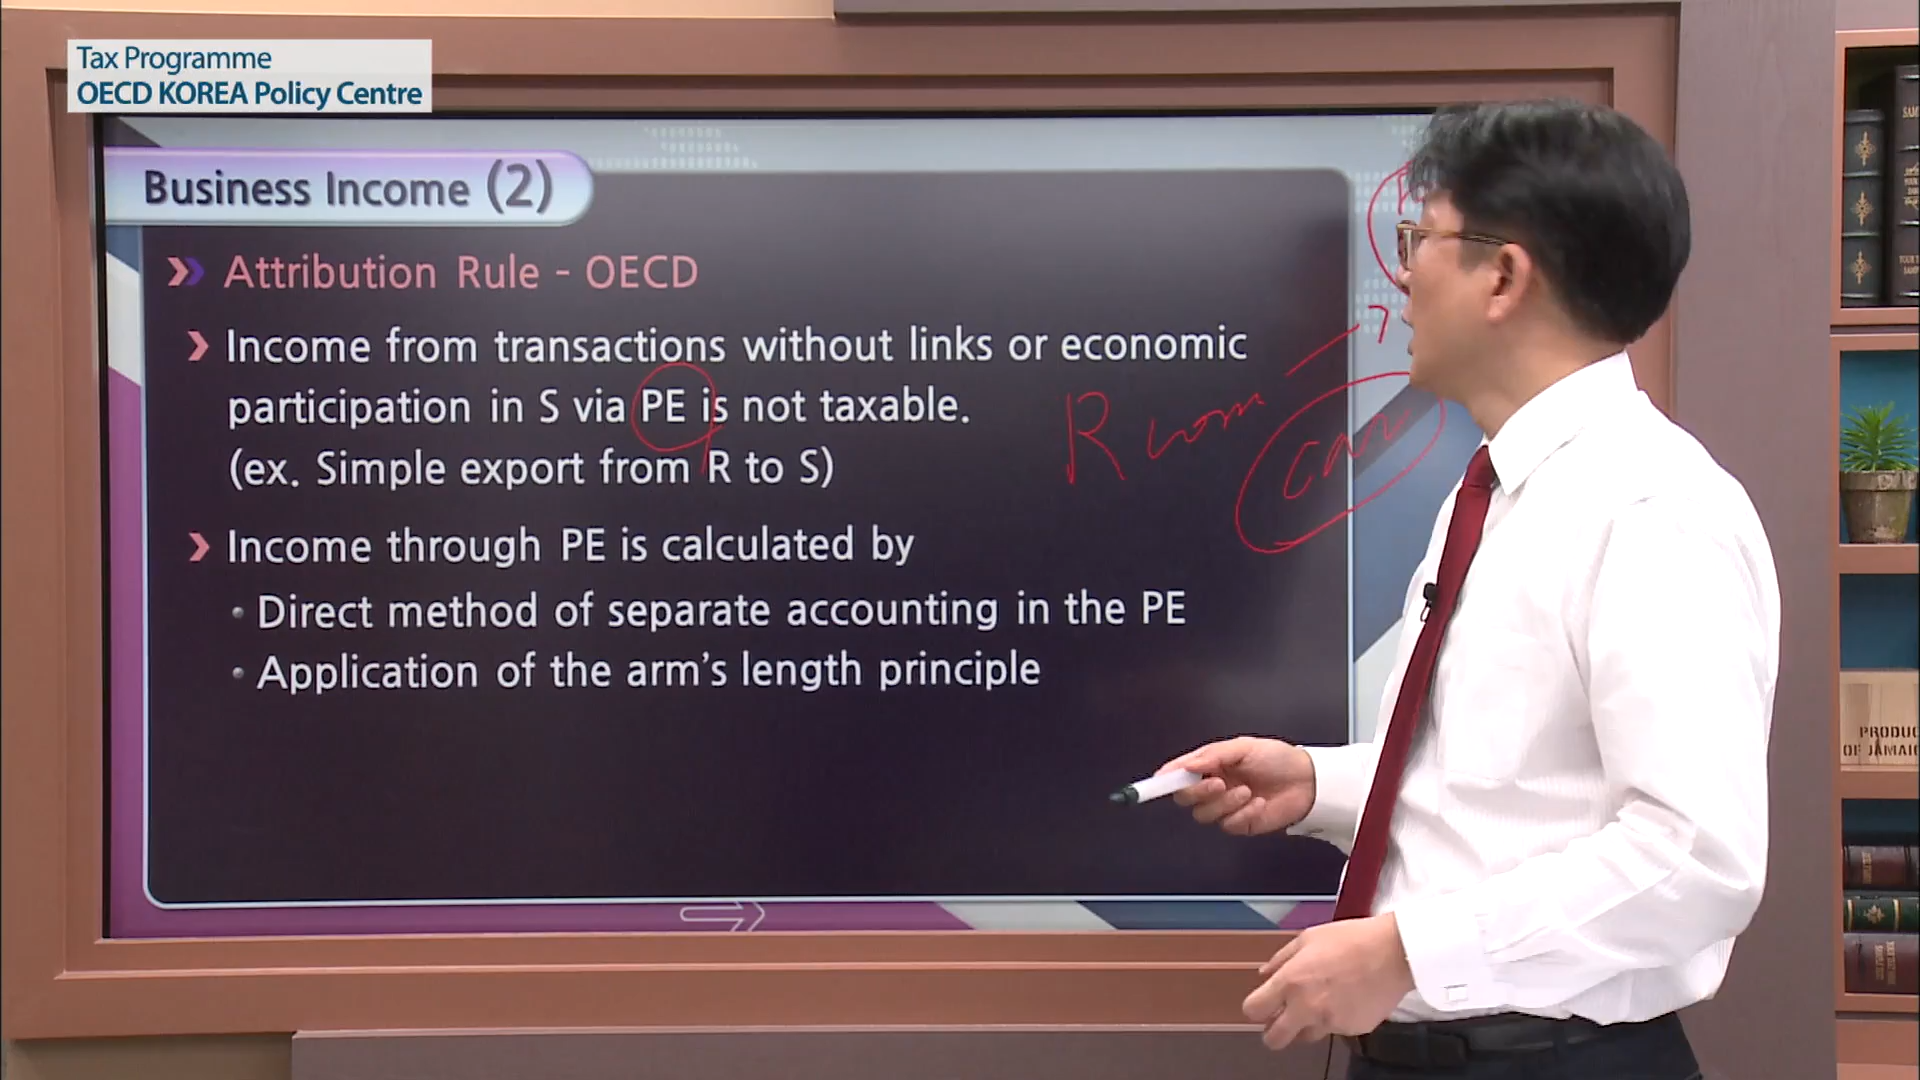 Tax Programme
OECD KOREA Policy Centre
Business Income (2)
Attribution Rule - OECD
Income from transactions without links or economic
participation in S via PE is not taxable.
(ex. Simple export from R to S)
Income through PE is calculated by
• Direct method of separate accounting in the PE
• Application of the arm's length principle
R
car
PRODUC
OF JAMAIC